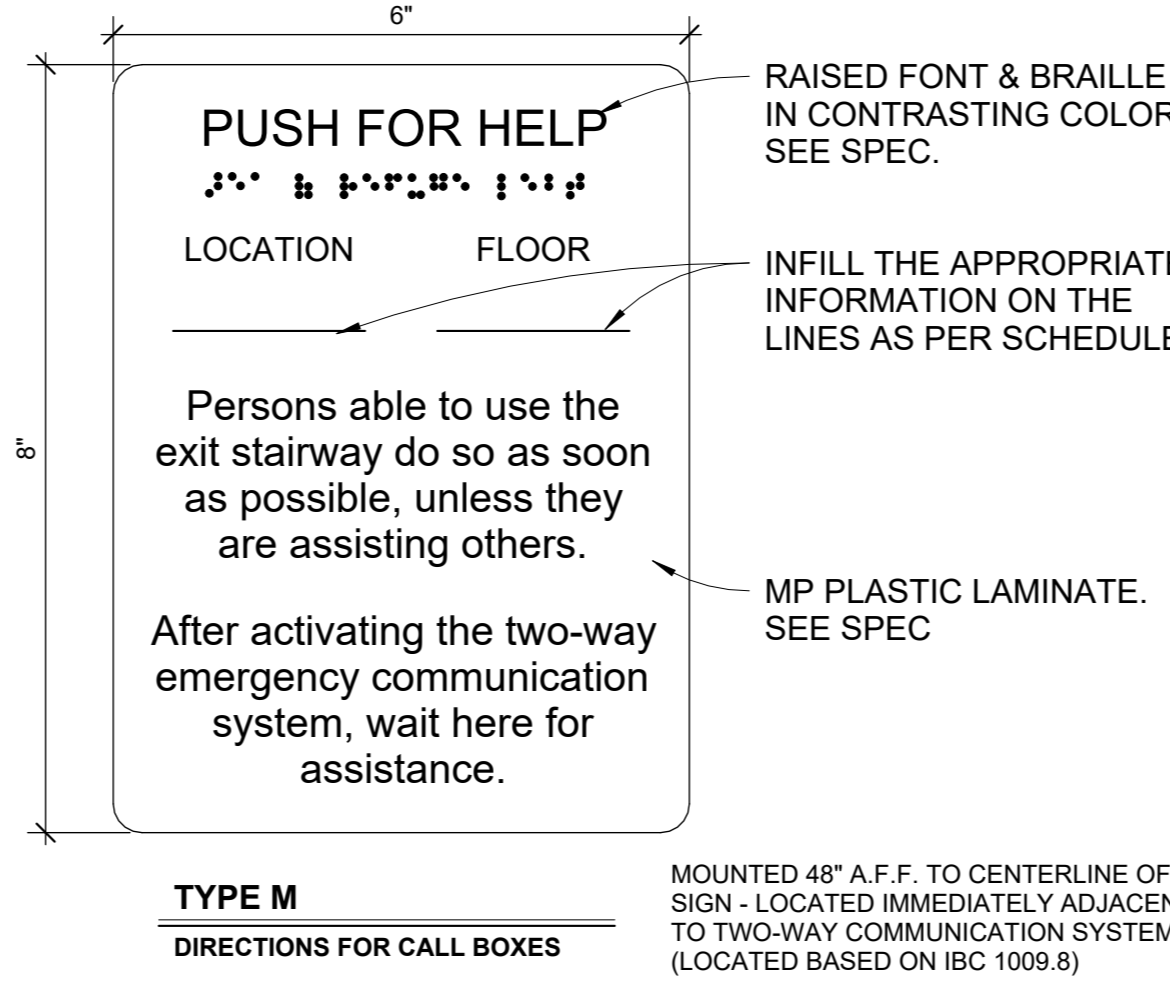 6"
8"
PUSH FOR HELP
LOCATION FLOOR
Persons able to use the
exit stairway do so as soon
as possible, unless they
are assisting others.
After activating the two-way
emergency communication
system, wait here for
assistance.
RAISED FONT & BRAILLE
IN CONTRASTING COLOR
SEE SPEC.
INFILL THE APPROPRIATE
INFORMATION ON THE
LINES AS PER SCHEDULE
MP PLASTIC LAMINATE.
SEE SPEC
TYPE M
DIRECTIONS FOR CALL BOXES
MOUNTED 48" A.F.F. TO CENTERLINE OF
SIGN - LOCATED IMMEDIATELY ADJACEN
TO TWO-WAY COMMUNICATION SYSTEM
(LOCATED BASED ON IBC 1009.8)